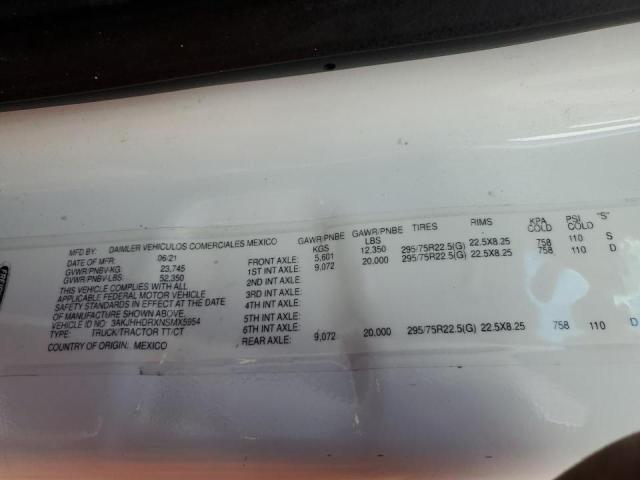 MFD BY: DAIMLER VEHICULOS COMERCIALES MEXICO
DATE OF MFR: 06/21
GVWR/PNBV-KG: 23,745
GVWR/PNBV-LBS: 52,350
THIS VEHICLE COMPLIES WITH ALL
APPLICABLE FEDERAL MOTOR VEHICLE
SAFETY STANDARDS IN EFFECT AT THE DATE
OF MANUFACTURE SHOWN ABOVE.
VEHICLE ID NO: 3AKJHHDRXNSMX5954
TYPE: TRUCK/TRACTOR TT/CT
COUNTRY OF ORIGIN: MEXICO
GAWR/PNBE KGS GAWR/PNBE LBS TIRES RIMS KPA COLD PSI COLD "S"
FRONT AXLE: 5,601 12,350 295/75R22.5(G) 22.5X8.25 758 110 S
1ST INT AXLE: 9,072 20,000 295/75R22.5(G) 22.5X8.25 758 110 D
2ND INT AXLE:
3RD INT AXLE:
4TH INT AXLE:
5TH INT AXLE:
6TH INT AXLE:
REAR AXLE: 9,072 20,000 295/75R22.5(G) 22.5X8.25 758 110 D